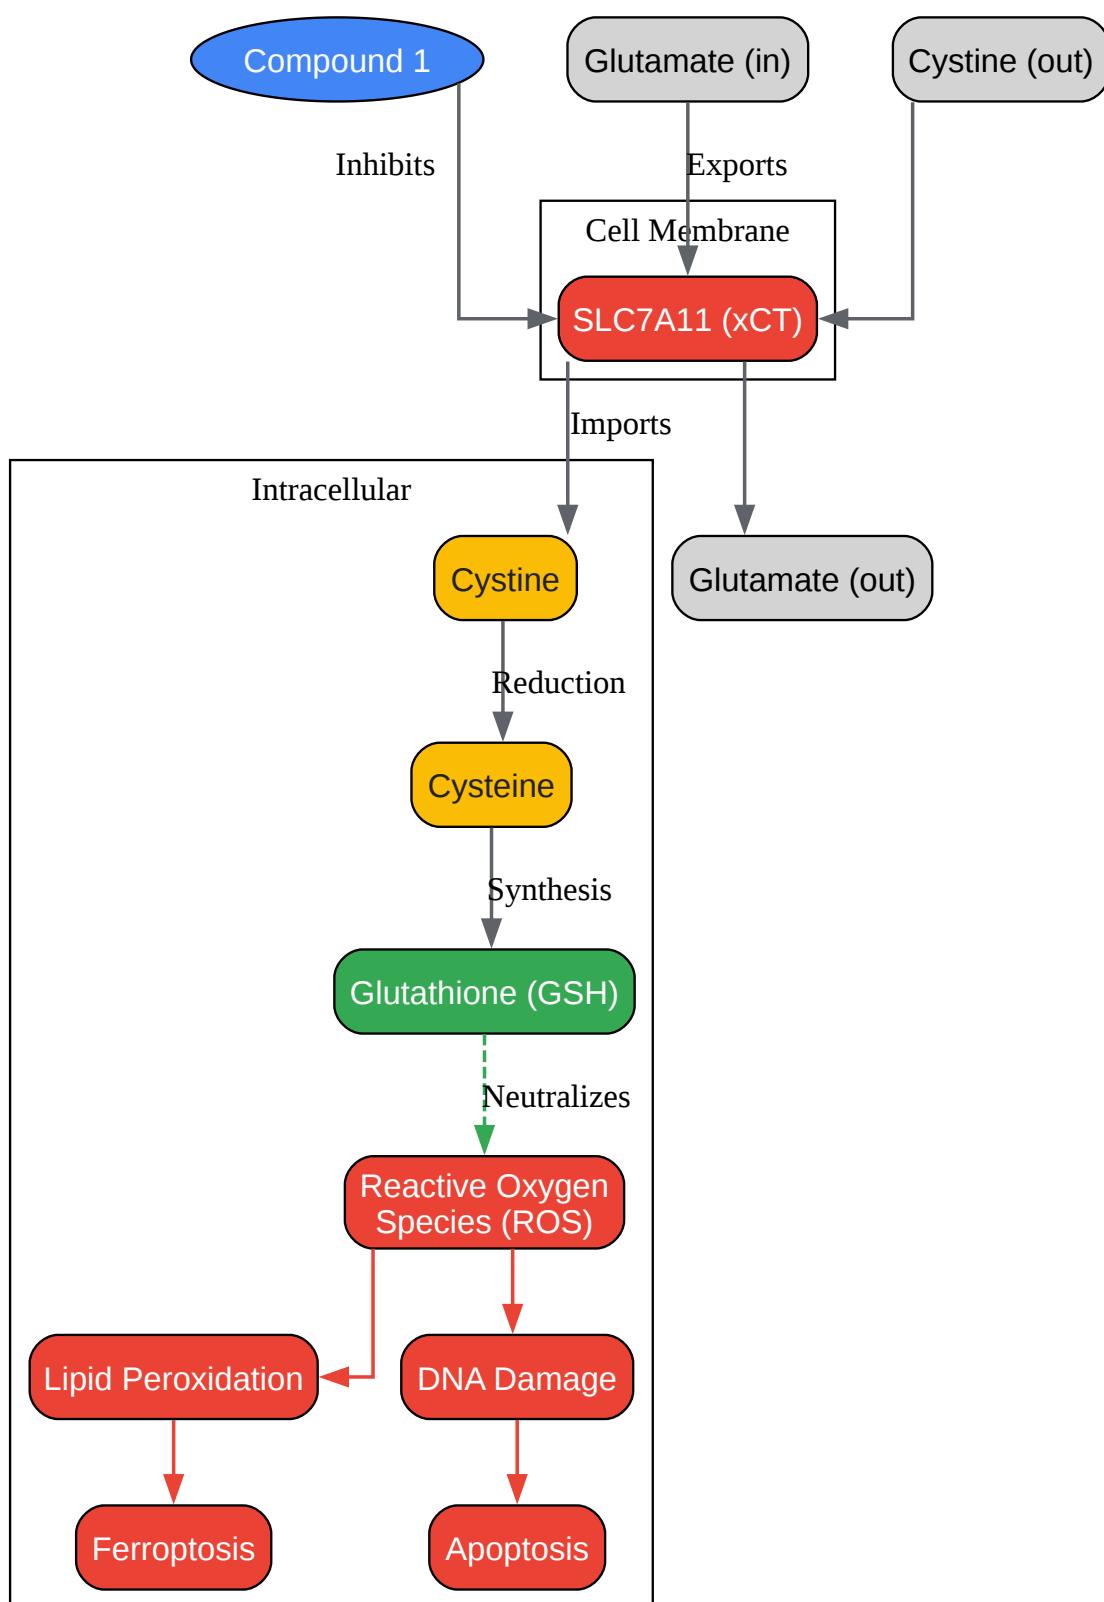 Compound 1
Glutamate (in)
Cystine (out)
Inhibits
Exports
Cell Membrane
SLC7A11 (xCT)
Imports
Intracellular
Cystine
Glutamate (out)
Reduction
Cysteine
Synthesis
Glutathione (GSH)
Neutralizes
Reactive Oxygen
Species (ROS)
Lipid Peroxidation
DNA Damage
Ferroptosis
Apoptosis